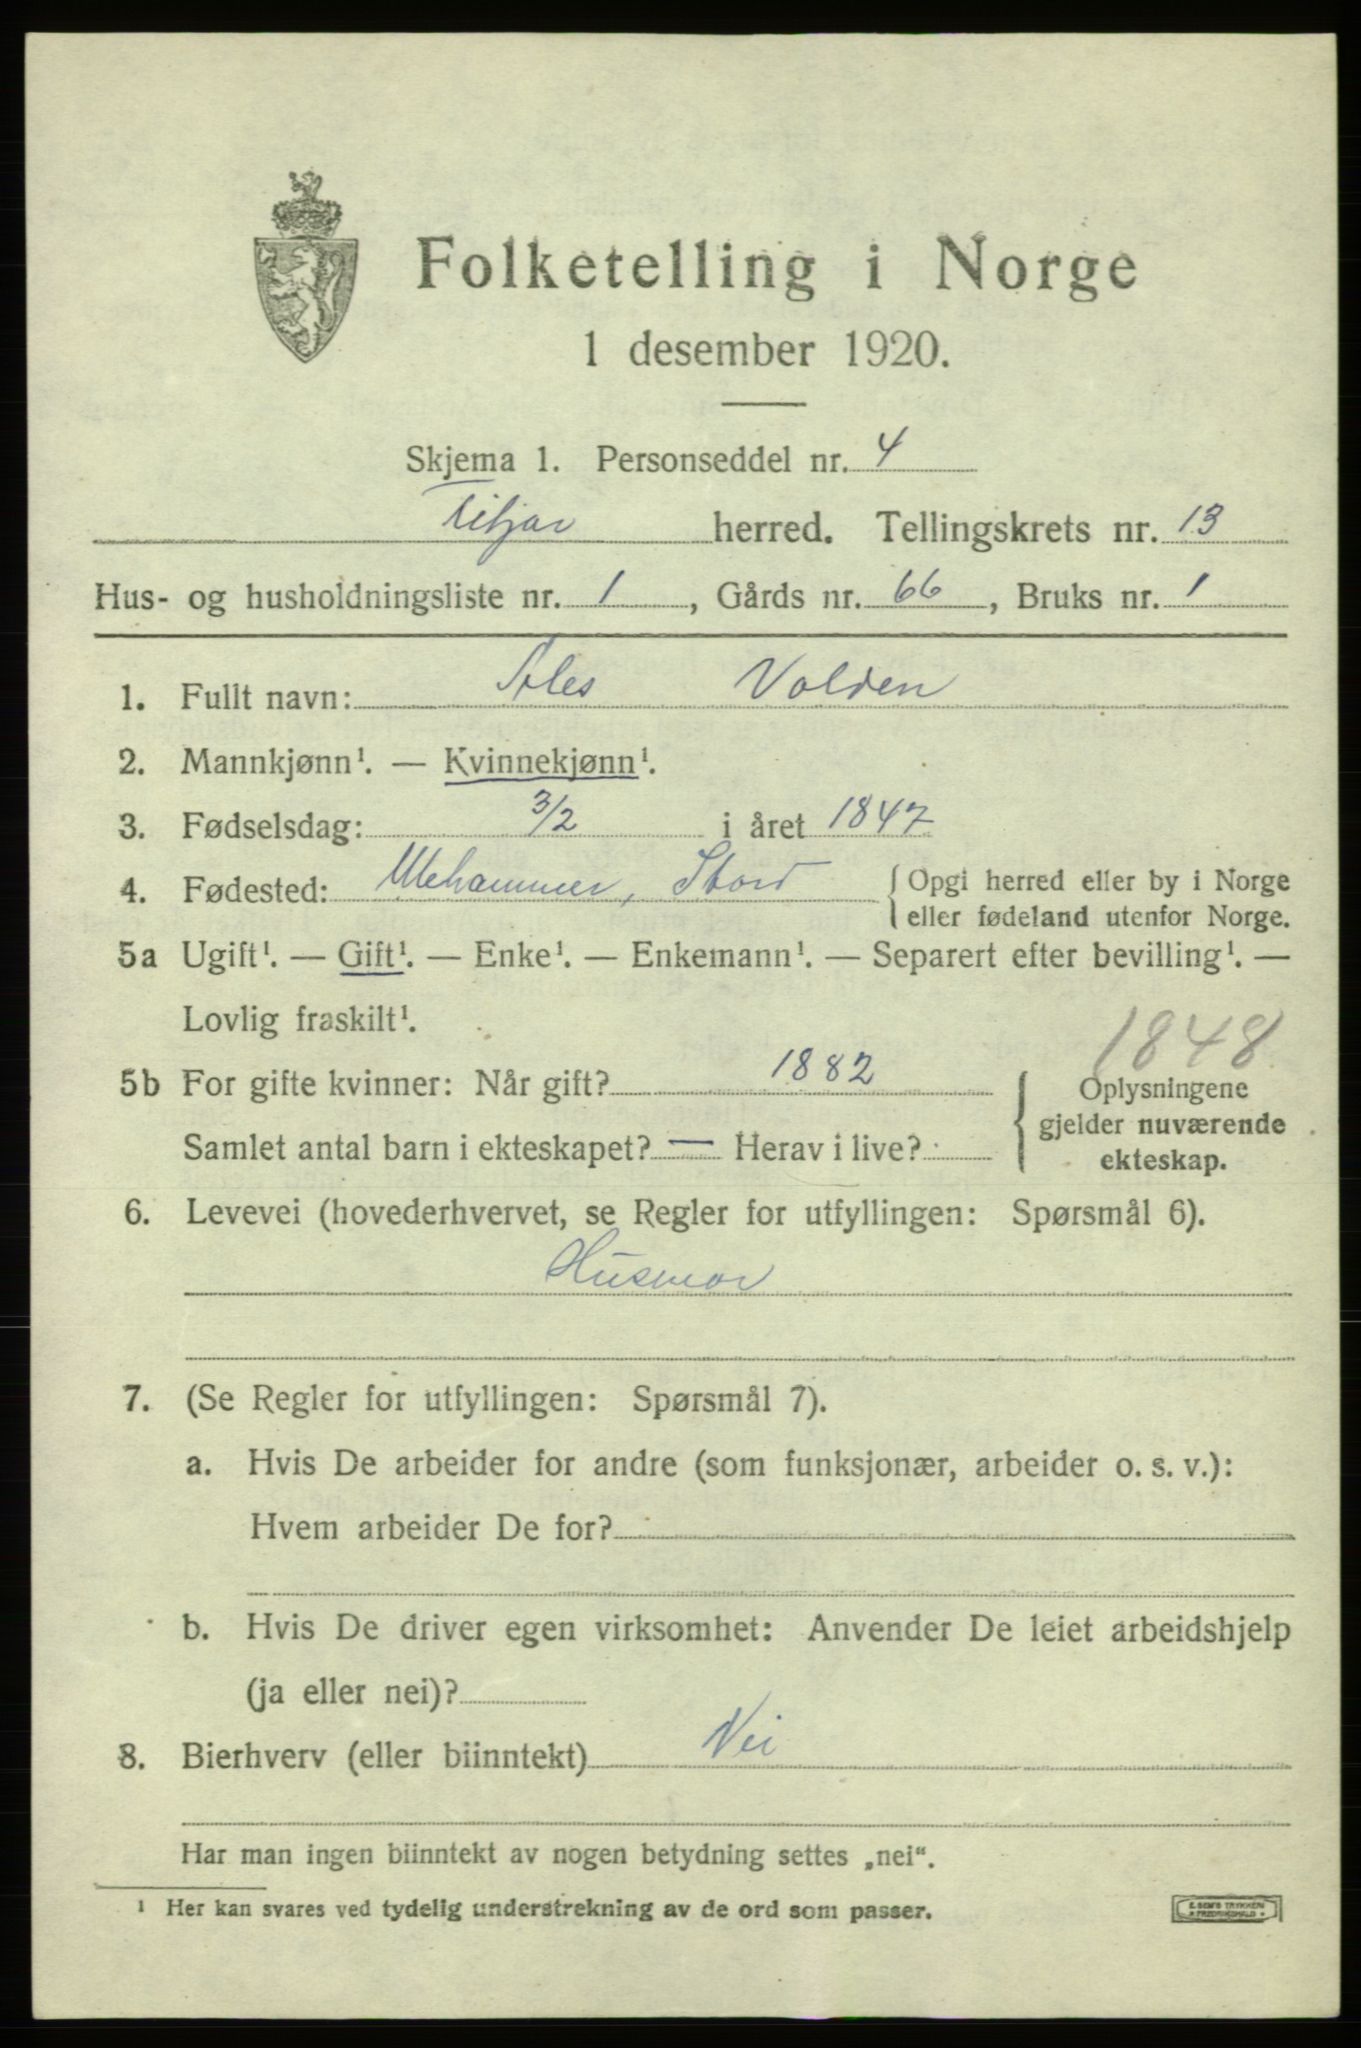 Folketelling i Norge
1 desember 1920.
Skjema 1. Personseddel nr. 4
Fitjar herred. Tellingskrets nr. 13
Hus- og husholdningsliste nr. 1, Gårds nr. 66, Bruks nr. 1
1. Fullt navn: Volden
2. Mannkjønn¹. — Kvinnekjønn¹.
3. Fødselsdag: 3/2 i året 1847
4. Fødested: Stord {Opgi herred eller by i Norge
eller fødeland utenfor Norge.
5a Ugift¹. — Gift¹. — Enke¹. — Enkemann¹. — Separert efter bevilling¹. —
Lovlig fraskilt¹.
1848
5b For gifte kvinner: Når gift? 1882
Samlet antal barn i ekteskapet? — Herav i live?
{Oplysningene
gjelder nuværende
ekteskap.
6. Levevei (hovederhvervet, se Regler for utfyllingen: Spørsmål 6).
Husmor
7. (Se Regler for utfyllingen: Spørsmål 7).
a. Hvis De arbeider for andre (som funksjonær, arbeider o. s. v.):
Hvem arbeider De for?
b. Hvis De driver egen virksomhet: Anvender De leiet arbeidshjelp
(ja eller nei)?
8. Bierhverv (eller biinntekt) Nei
Har man ingen biinntekt av nogen betydning settes „nei“.
¹ Her kan svares ved tydelig understrekning av de ord som passer.
E. SEM'S TRYKKERI
FREDRIKSHALD